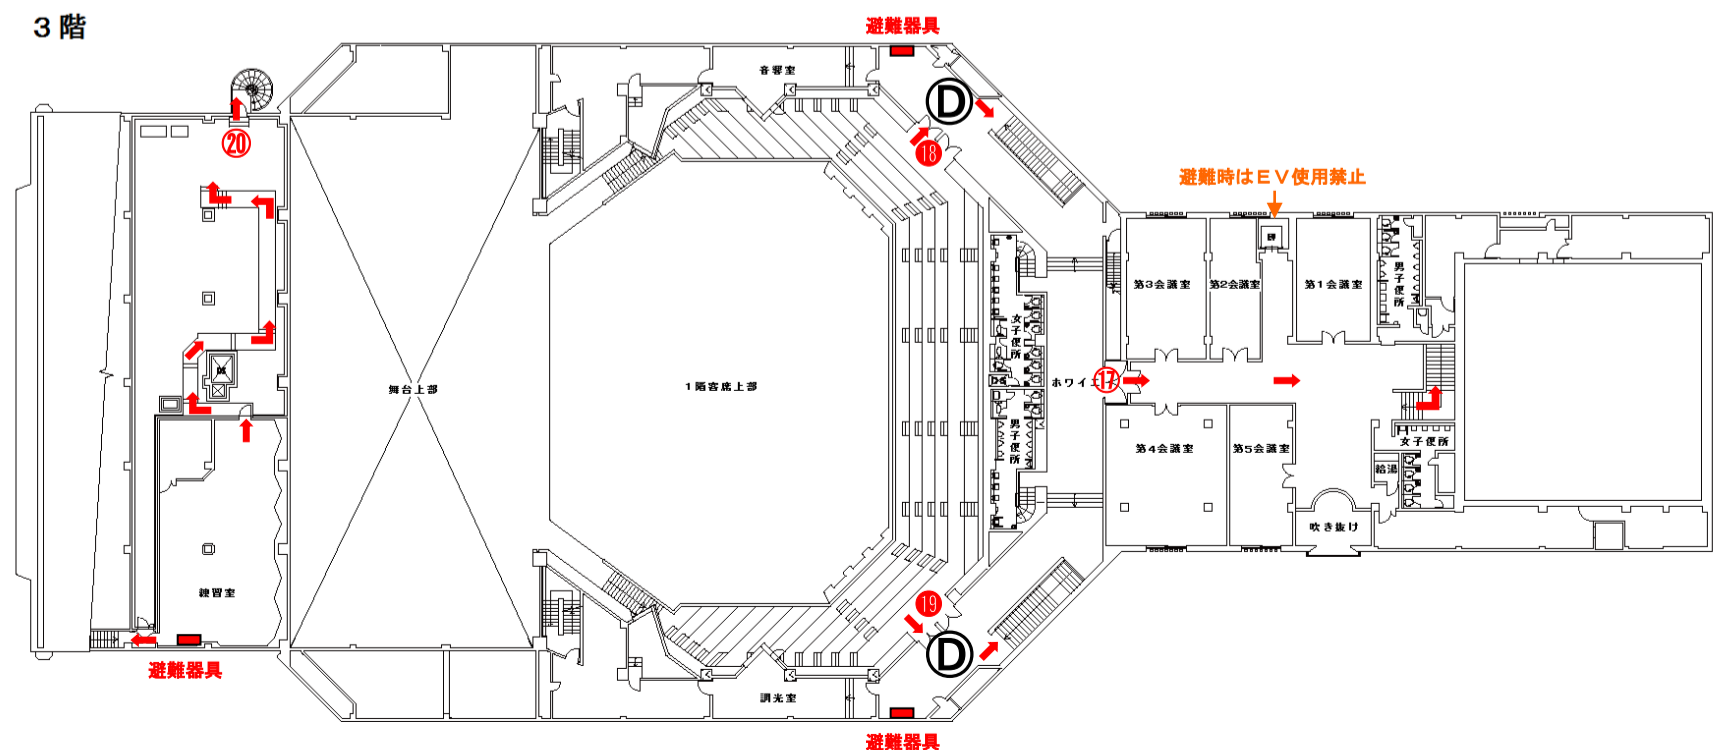 3階
避難器具
音響室
D
⑳
⑱
避難時はEV使用禁止
第3会議室
第2会議室
第1会議室
男子便所
女子便所
舞台上部
1階客席上部
ホワイエ
⑰
男子便所
第4会議室
第5会議室
女子便所
給湯
吹き抜け
練習室
⑲
D
避難器具
調光室
避難器具